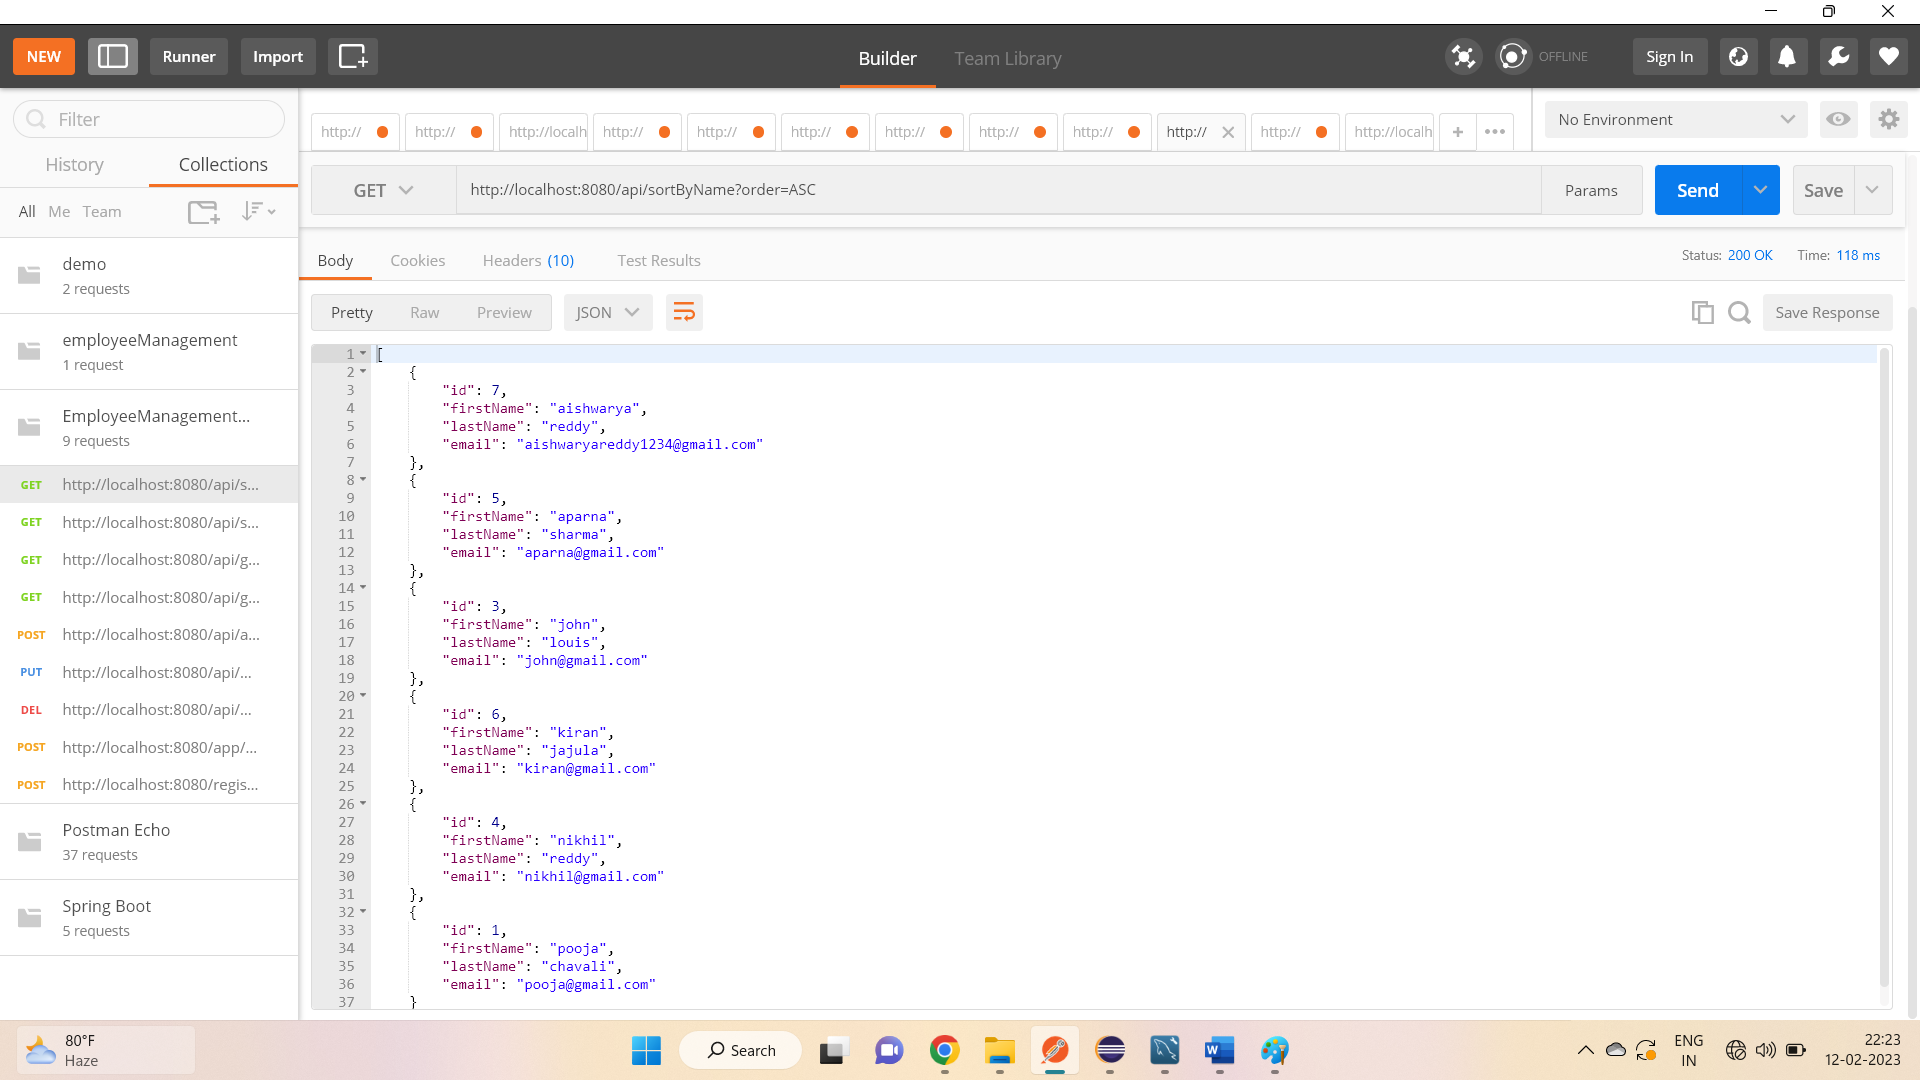 NEW Runner Import Builder Team Library OFFLINE Sign In
Filter
History Collections
All Me Team
demo
2 requests
employeeManagement
1 request
EmployeeManagement...
9 requests
GET http://localhost:8080/api/s...
GET http://localhost:8080/api/s...
GET http://localhost:8080/api/g...
GET http://localhost:8080/api/g...
POST http://localhost:8080/api/a...
PUT http://localhost:8080/api/...
DEL http://localhost:8080/api/...
POST http://localhost:8080/app/...
POST http://localhost:8080/regis...
Postman Echo
37 requests
Spring Boot
5 requests
http:// http:// http://localh http:// http:// http:// http:// http:// http:// http:// http:// http://localh + ••• No Environment
GET http://localhost:8080/api/sortByName?order=ASC Params Send Save
Body Cookies Headers (10) Test Results Status: 200 OK Time: 118 ms
Pretty Raw Preview JSON Save Response
1 [
2 {
3 "id": 7,
4 "firstName": "aishwarya",
5 "lastName": "reddy",
6 "email": "aishwaryareddy1234@gmail.com"
7 },
8 {
9 "id": 5,
10 "firstName": "aparna",
11 "lastName": "sharma",
12 "email": "aparna@gmail.com"
13 },
14 {
15 "id": 3,
16 "firstName": "john",
17 "lastName": "louis",
18 "email": "john@gmail.com"
19 },
20 {
21 "id": 6,
22 "firstName": "kiran",
23 "lastName": "jajula",
24 "email": "kiran@gmail.com"
25 },
26 {
27 "id": 4,
28 "firstName": "nikhil",
29 "lastName": "reddy",
30 "email": "nikhil@gmail.com"
31 },
32 {
33 "id": 1,
34 "firstName": "pooja",
35 "lastName": "chavali",
36 "email": "pooja@gmail.com"
37 }
80°F
Haze
Search
W
ENG
IN
22:23
12-02-2023